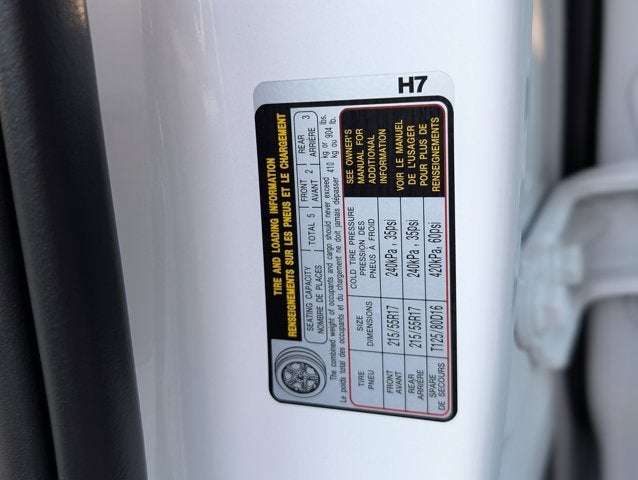 H7
TIRE AND LOADING INFORMATION
RENSEIGNEMENTS SUR LES PNEUS ET LE CHARGEMENT
SEATING CAPACITY
NOMBRE DE PLACES
TOTAL 5
FRONT
AVANT 2
REAR
ARRIÈRE 3
The combined weight of occupants and cargo should never exceed 410 kg or 904 lbs.
Le poids total des occupants et du chargement ne doit jamais dépasser 410 kg ou 904 lb.
TIRE
PNEU
SIZE
DIMENSIONS
COLD TIRE PRESSURE
PRESSION DES
PNEUS À FROID
FRONT
AVANT
215/55R17
240kPa, 35psi
REAR
ARRIÈRE
215/55R17
240kPa, 35psi
SPARE
DE SECOURS
T125/80D16
420kPa, 60psi
SEE OWNER'S
MANUAL FOR
ADDITIONAL
INFORMATION
VOIR LE MANUEL
DE L'USAGER
POUR PLUS DE
RENSEIGNEMENTS